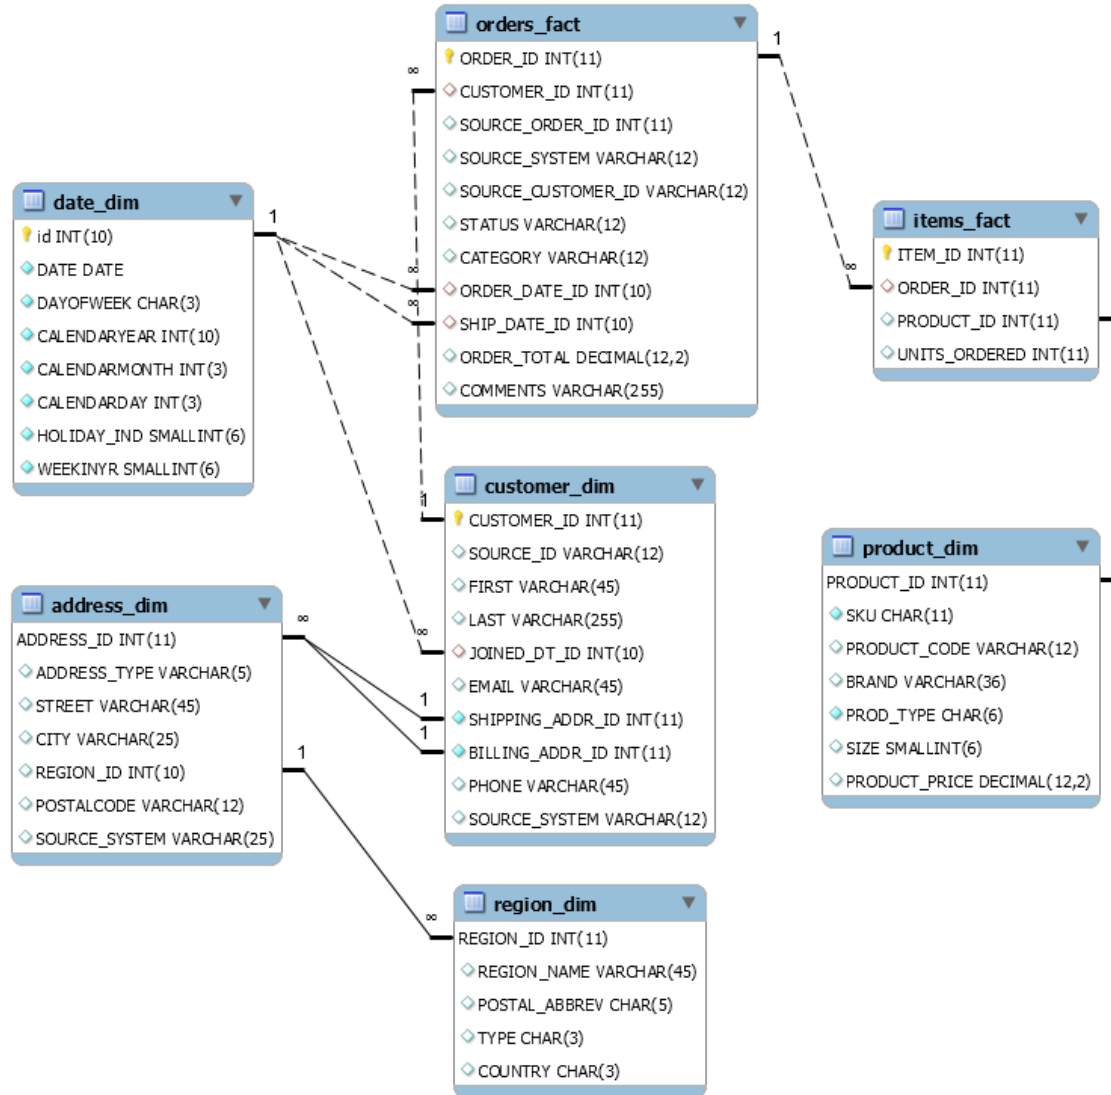 orders_fact
ORDER_ID INT(11)
CUSTOMER_ID INT(11)
SOURCE_ORDER_ID INT(11)
SOURCE_SYSTEM VARCHAR(12)
SOURCE_CUSTOMER_ID VARCHAR(12)
STATUS VARCHAR(12)
CATEGORY VARCHAR(12)
ORDER_DATE_ID INT(10)
SHIP_DATE_ID INT(10)
ORDER_TOTAL DECIMAL(12,2)
COMMENTS VARCHAR(255)
1
∞
∞
∞
date_dim
id INT(10)
DATE DATE
DAYOFWEEK CHAR(3)
CALENDARYEAR INT(10)
CALENDARMONTH INT(3)
CALENDARDAY INT(3)
HOLIDAY_IND SMALLINT(6)
WEEKINYR SMALLINT(6)
1
items_fact
ITEM_ID INT(11)
ORDER_ID INT(11)
PRODUCT_ID INT(11)
UNITS_ORDERED INT(11)
∞
customer_dim
CUSTOMER_ID INT(11)
SOURCE_ID VARCHAR(12)
FIRST VARCHAR(45)
LAST VARCHAR(255)
JOINED_DT_ID INT(10)
EMAIL VARCHAR(45)
SHIPPING_ADDR_ID INT(11)
BILLING_ADDR_ID INT(11)
PHONE VARCHAR(45)
SOURCE_SYSTEM VARCHAR(12)
1
∞
1
1
product_dim
PRODUCT_ID INT(11)
SKU CHAR(11)
PRODUCT_CODE VARCHAR(12)
BRAND VARCHAR(36)
PROD_TYPE CHAR(6)
SIZE SMALLINT(6)
PRODUCT_PRICE DECIMAL(12,2)
address_dim
ADDRESS_ID INT(11)
ADDRESS_TYPE VARCHAR(5)
STREET VARCHAR(45)
CITY VARCHAR(25)
REGION_ID INT(10)
POSTALCODE VARCHAR(12)
SOURCE_SYSTEM VARCHAR(25)
∞
1
region_dim
REGION_ID INT(11)
REGION_NAME VARCHAR(45)
POSTAL_ABBREV CHAR(5)
TYPE CHAR(3)
COUNTRY CHAR(3)
∞